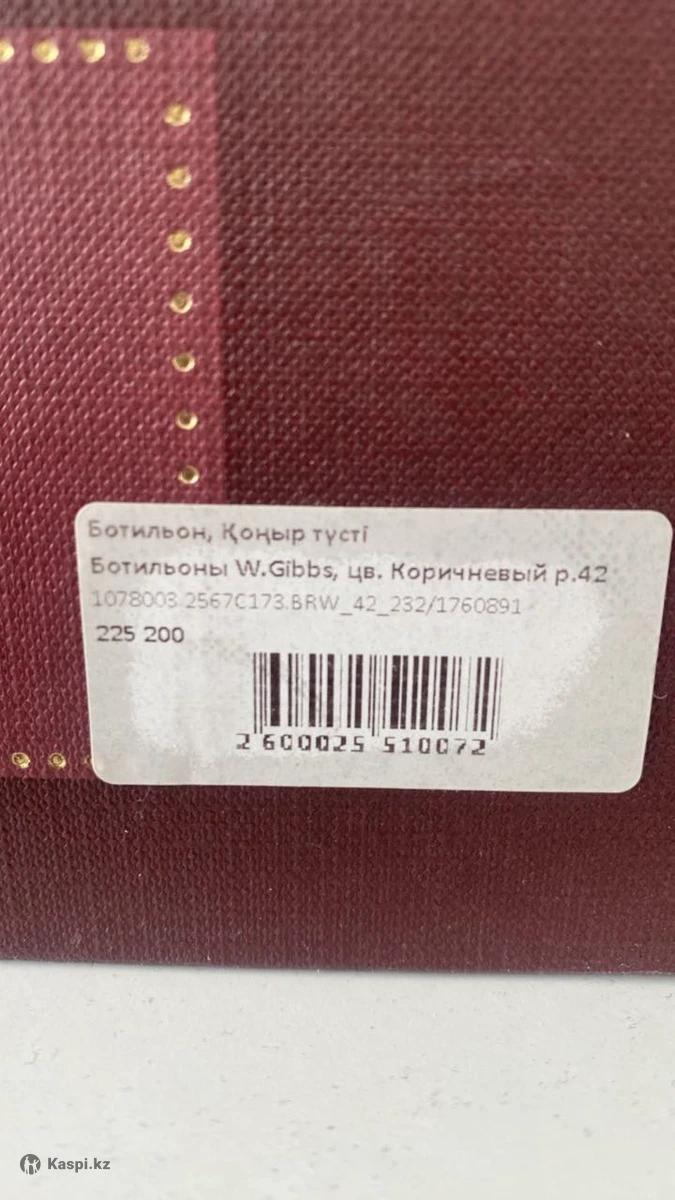 Ботильон, Қоңыр түсті
Ботильоны W.Gibbs, цв. Коричневый р.42
1078003 2567C173.BRW_42_232/1760891
225 200
2 600025 510072
Kaspi.kz